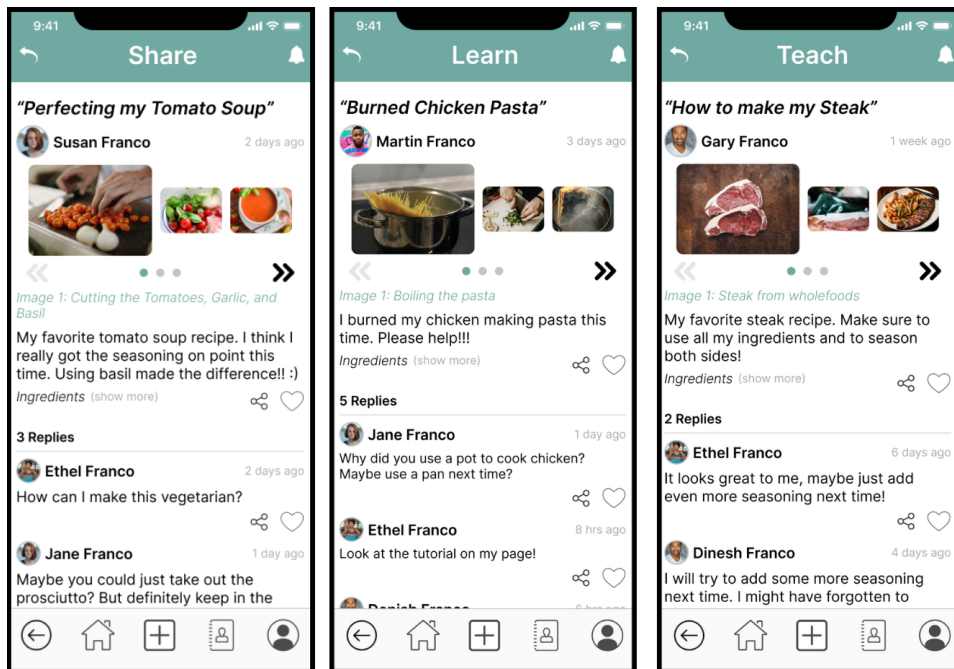 9:41
Share
“Perfecting my Tomato Soup”
Susan Franco
2 days ago
Image 1: Cutting the Tomatoes, Garlic, and
Basil
My favorite tomato soup recipe. I think I
really got the seasoning on point this
time. Using basil made the difference!! :)
Ingredients (show more)
3 Replies
Ethel Franco
2 days ago
How can I make this vegetarian?
Jane Franco
1 day ago
Maybe you could just take out the
prosciutto? But definitely keep in the
9:41
Learn
“Burned Chicken Pasta”
Martin Franco
3 days ago
Image 1: Boiling the pasta
I burned my chicken making pasta this
time. Please help!!!
Ingredients (show more)
5 Replies
Jane Franco
1 day ago
Why did you use a pot to cook chicken?
Maybe use a pan next time?
Ethel Franco
8 hrs ago
Look at the tutorial on my page!
Danish Franco
6 hrs ago
9:41
Teach
“How to make my Steak”
Gary Franco
1 week ago
Image 1: Steak from wholefoods
My favorite steak recipe. Make sure to
use all my ingredients and to season
both sides!
Ingredients (show more)
2 Replies
Ethel Franco
6 days ago
It looks great to me, maybe just add
even more seasoning next time!
Dinesh Franco
4 days ago
I will try to add some more seasoning
next time. I might have forgotten to